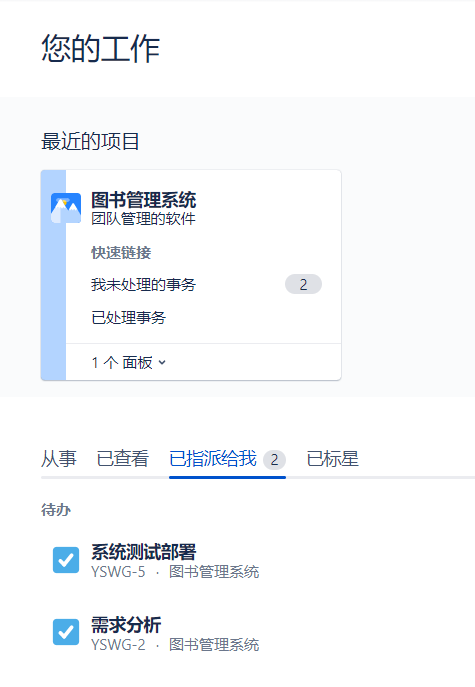 您的工作
最近的项目
图书管理系统
团队管理的软件
快速链接
我未处理的事务 2
已处理事务
1 个 面板
从事 已查看 已指派给我 2 已标星
待办
系统测试部署
YSWG-5 · 图书管理系统
需求分析
YSWG-2 · 图书管理系统